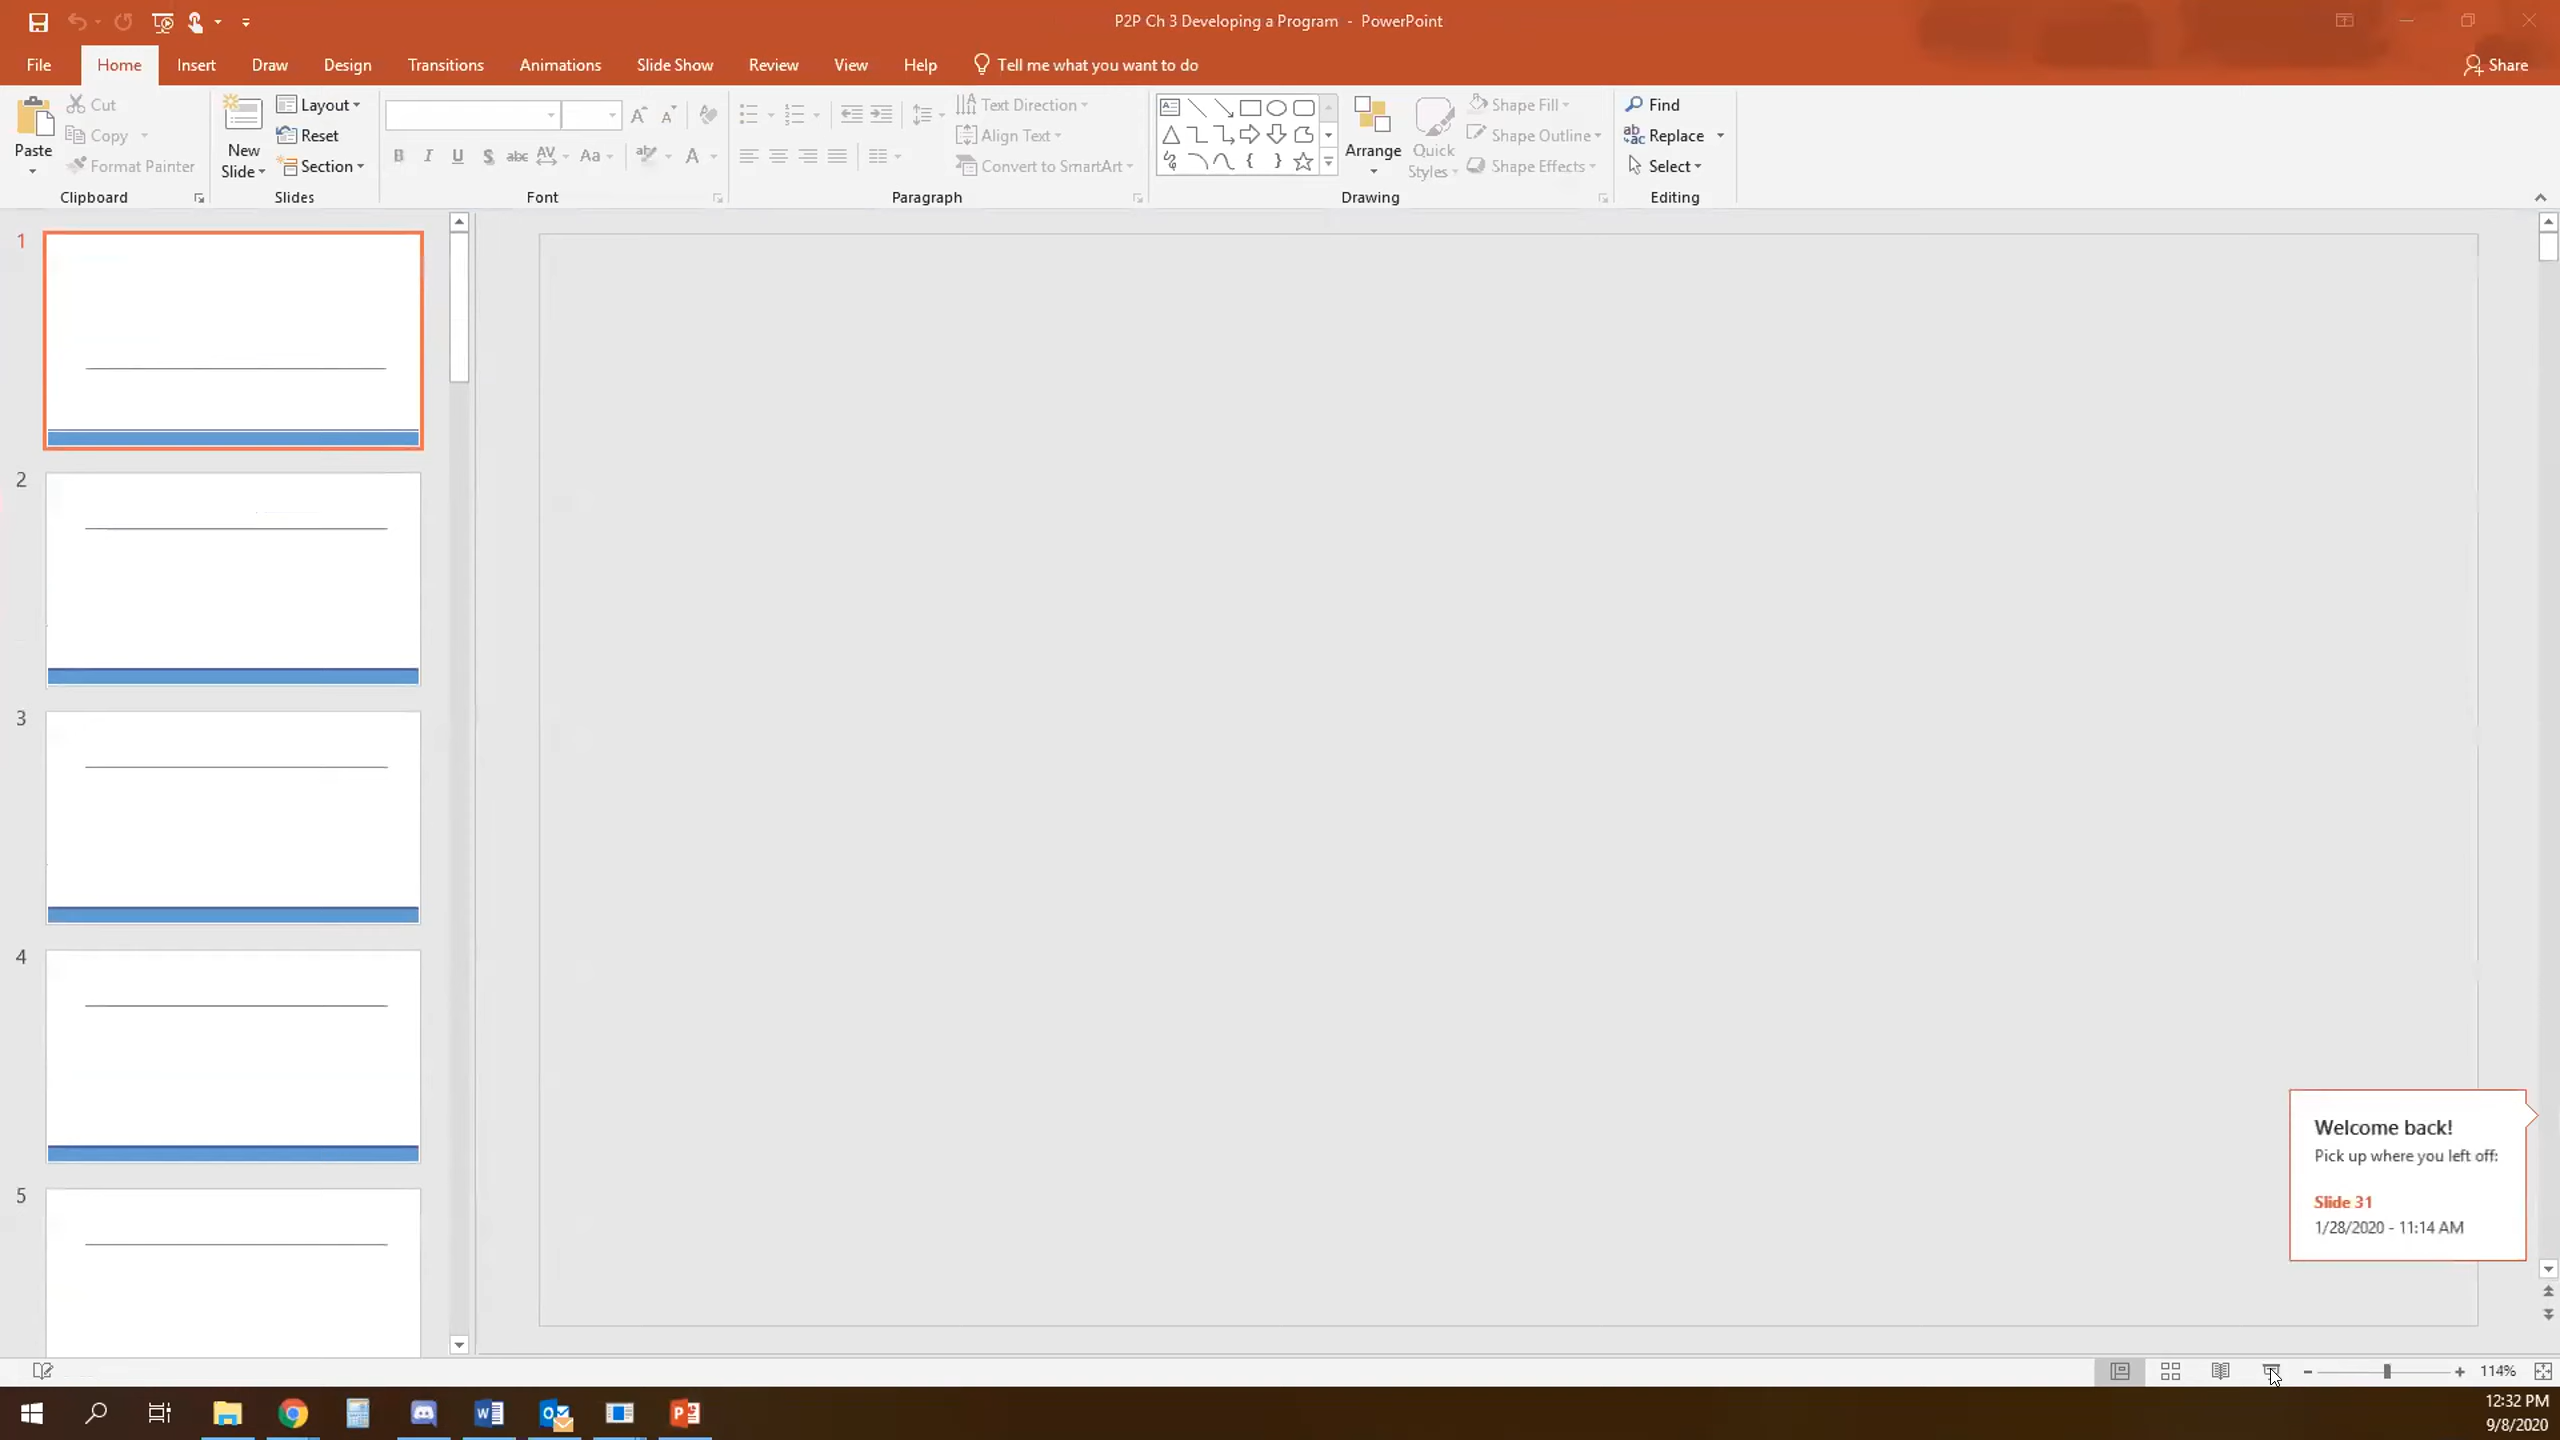 P2P Ch 3 Developing a Program - PowerPoint
File Home Insert Draw Design Transitions Animations Slide Show Review View Help Tell me what you want to do Share
Paste
Cut
Copy
Format Painter
Clipboard
New Slide
Layout
Reset
Section
Slides
B I U S abc AV Aa A
Font
Text Direction
Align Text
Convert to SmartArt
Paragraph
Arrange
Quick Styles
Shape Fill
Shape Outline
Shape Effects
Drawing
Find
Replace
Select
Editing
1
2
3
4
5
Welcome back!
Pick up where you left off:
Slide 31
1/28/2020 - 11:14 AM
114%
12:32 PM
9/8/2020